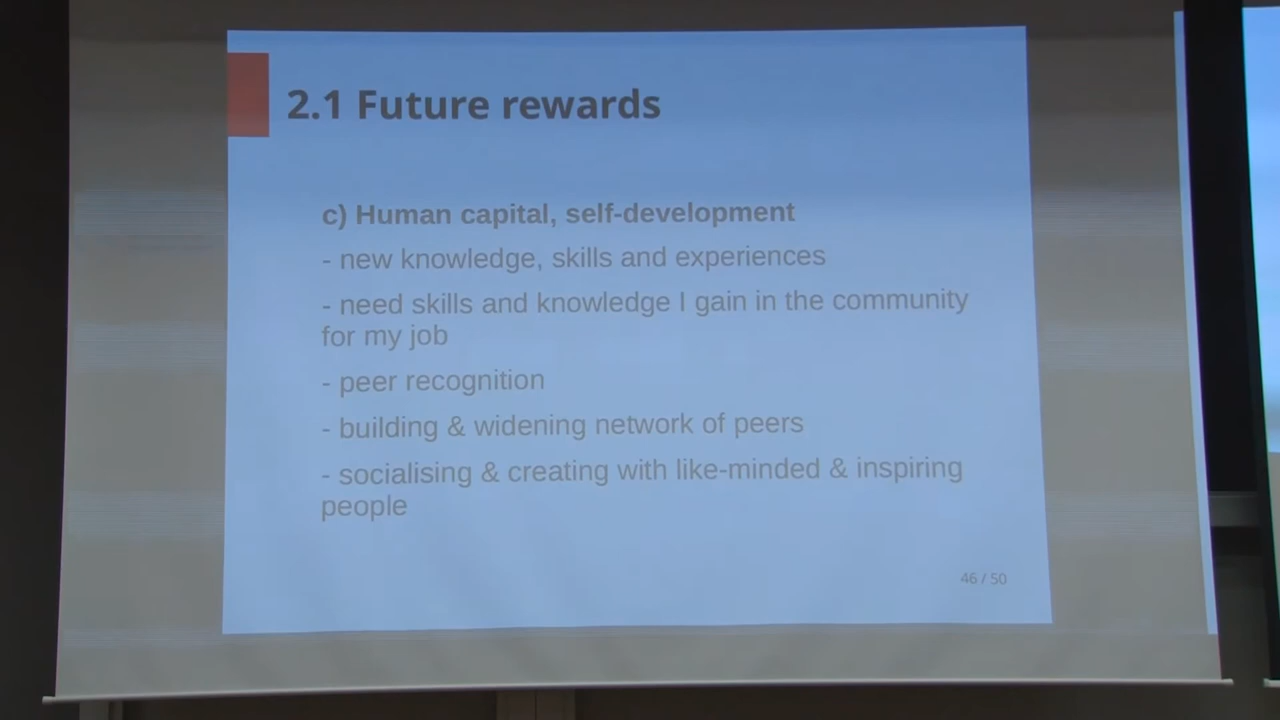 2.1 Future rewards
c) Human capital, self-development
- new knowledge, skills and experiences
- need skills and knowledge I gain in the community
for my job
- peer recognition
- building & widening network of peers
- socialising & creating with like-minded & inspiring
people
46 / 50